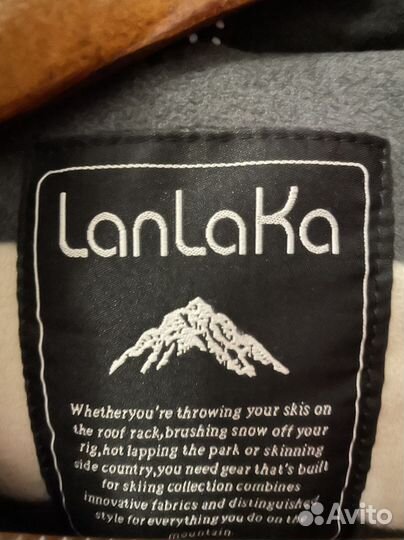 LanLaKa
Whetheryou're throwing your skis on
the roof rack,brushing snow off your
rig,hot lapping the park or skinning
side country,you need gear that's built
for skiing collection combines
innovative fabrics and distinguished
style for everything you do on the
mountain.
Avito